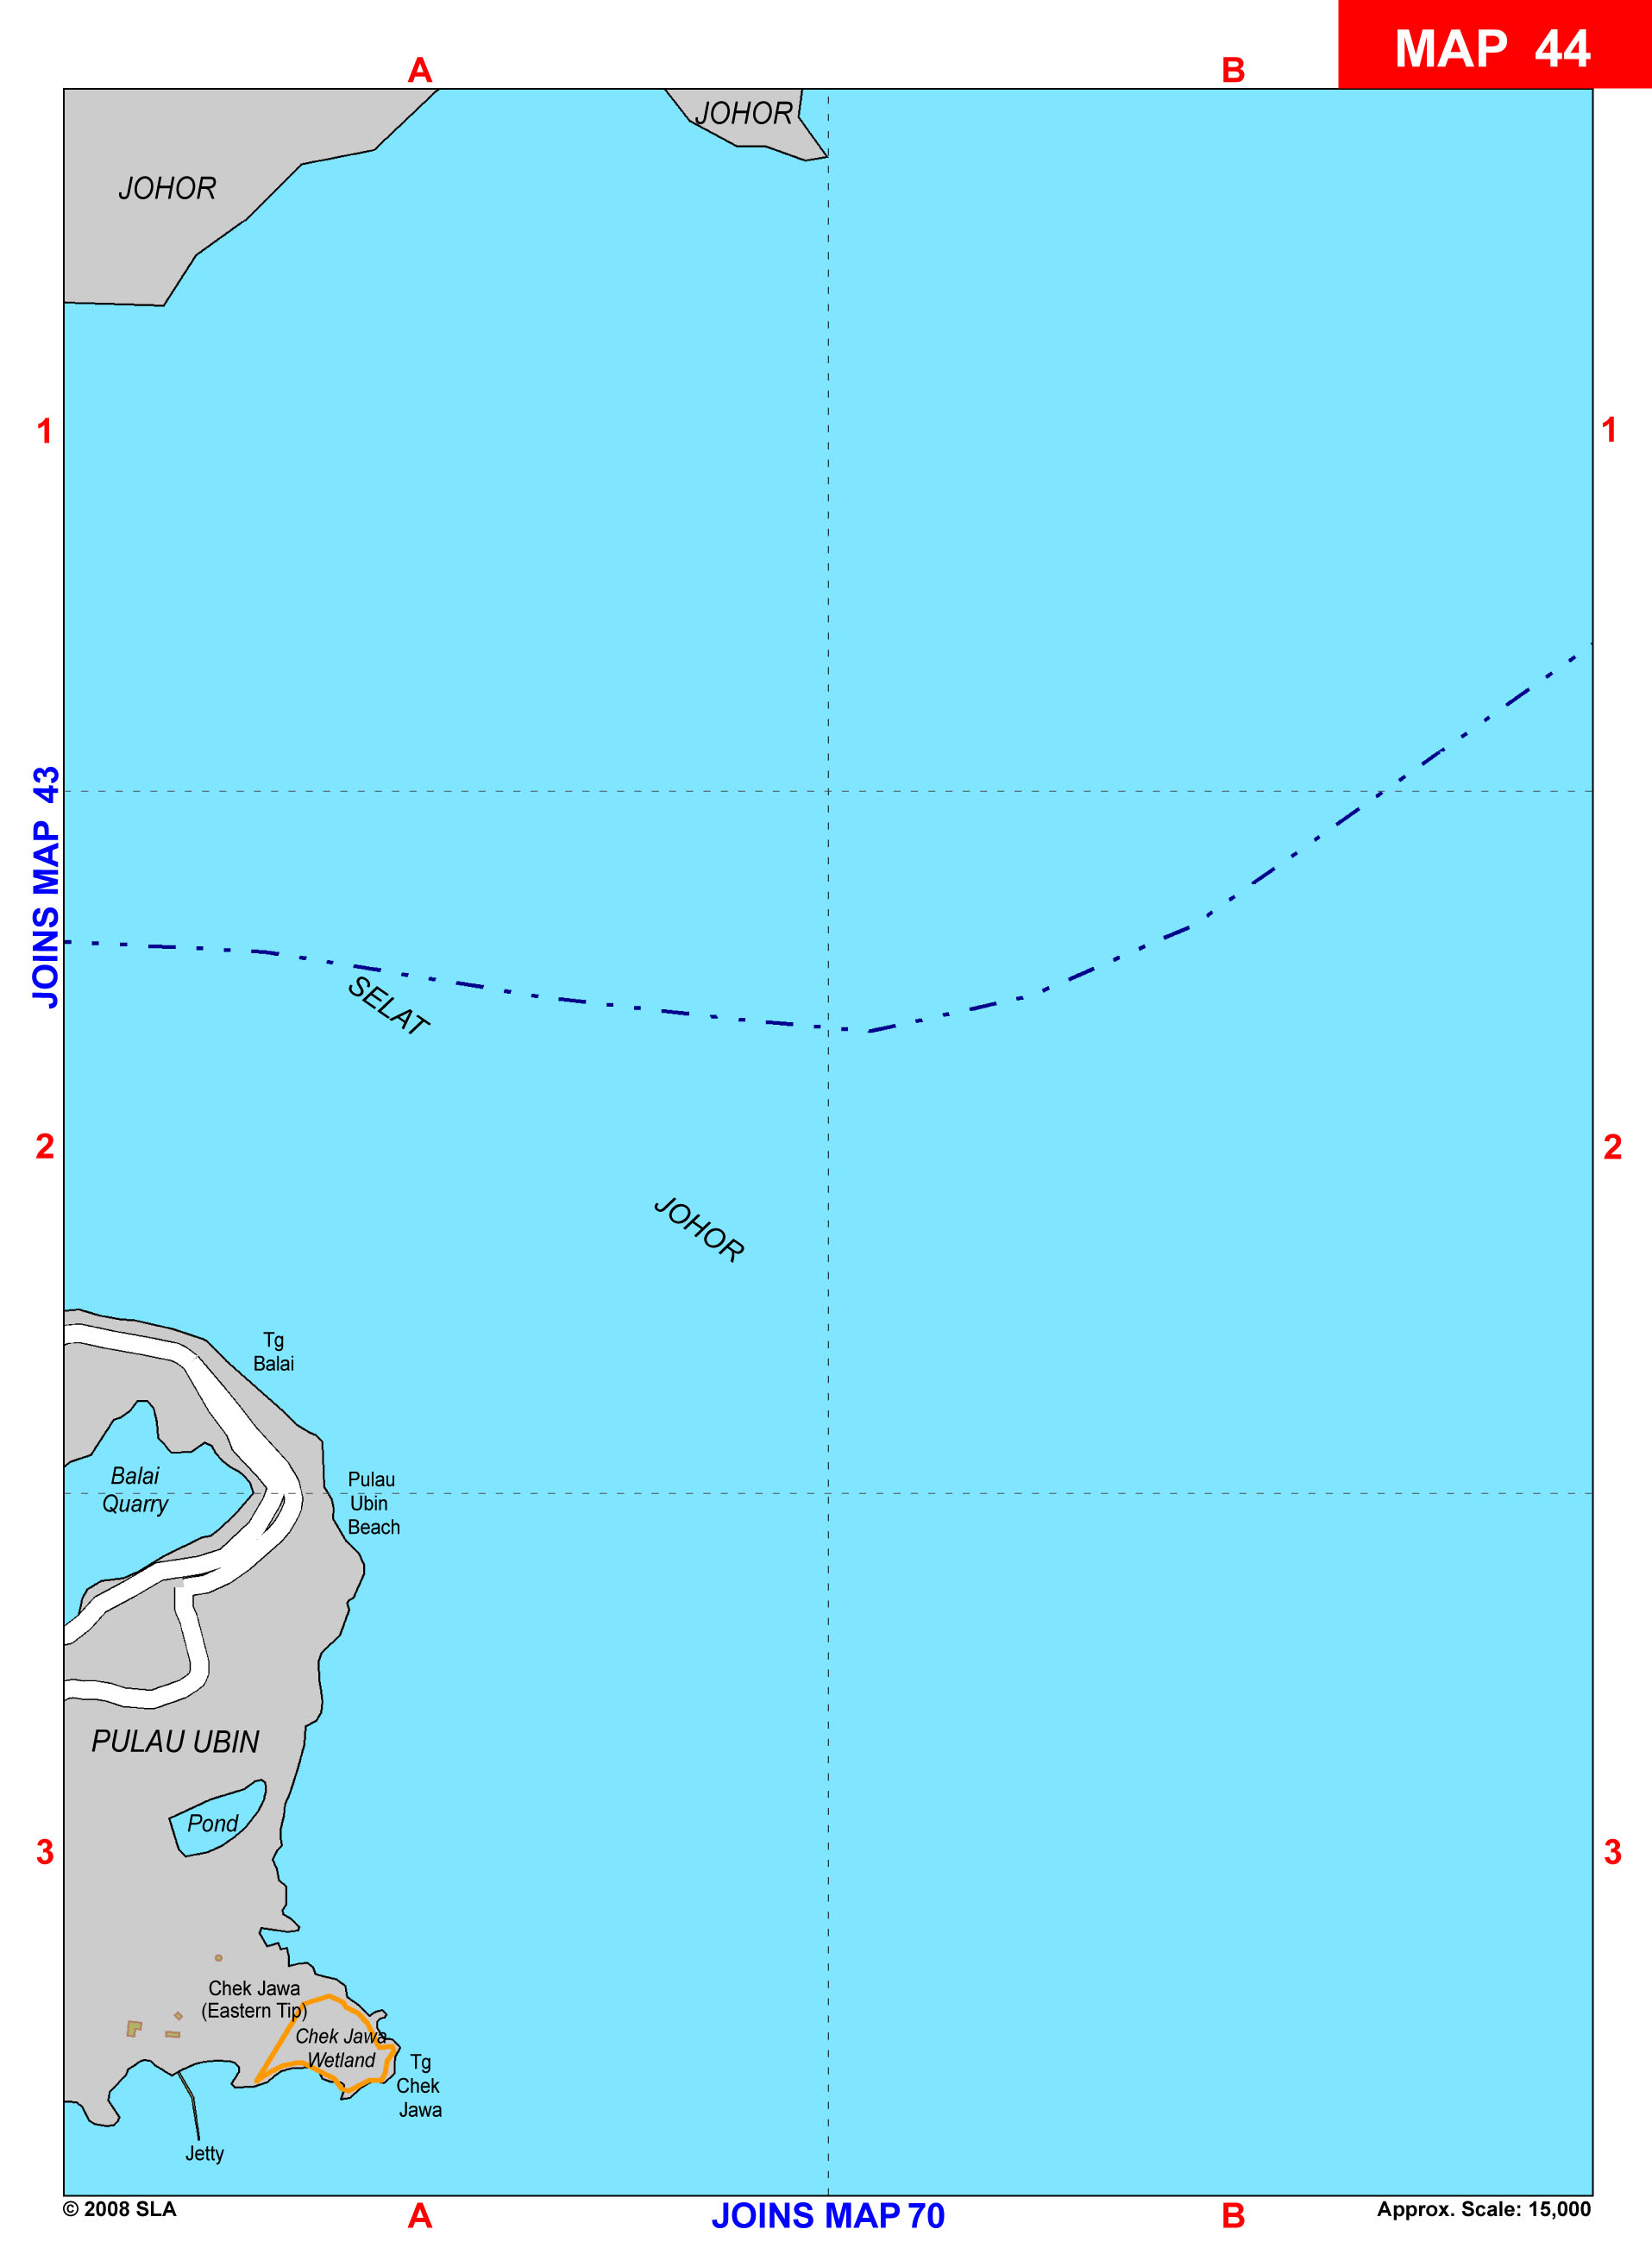 MAP 44
A
B
JOHOR
JOHOR
1
1
JOINS MAP 43
SELAT
2
2
JOHOR
Tg
Balai
Balai
Quarry
Pulau
Ubin
Beach
PULAU UBIN
Pond
3
3
Chek Jawa
(Eastern Tip)
Chek Jawa
Wetland
Tg
Chek
Jawa
Jetty
© 2008 SLA
A
JOINS MAP 70
B
Approx. Scale: 15,000